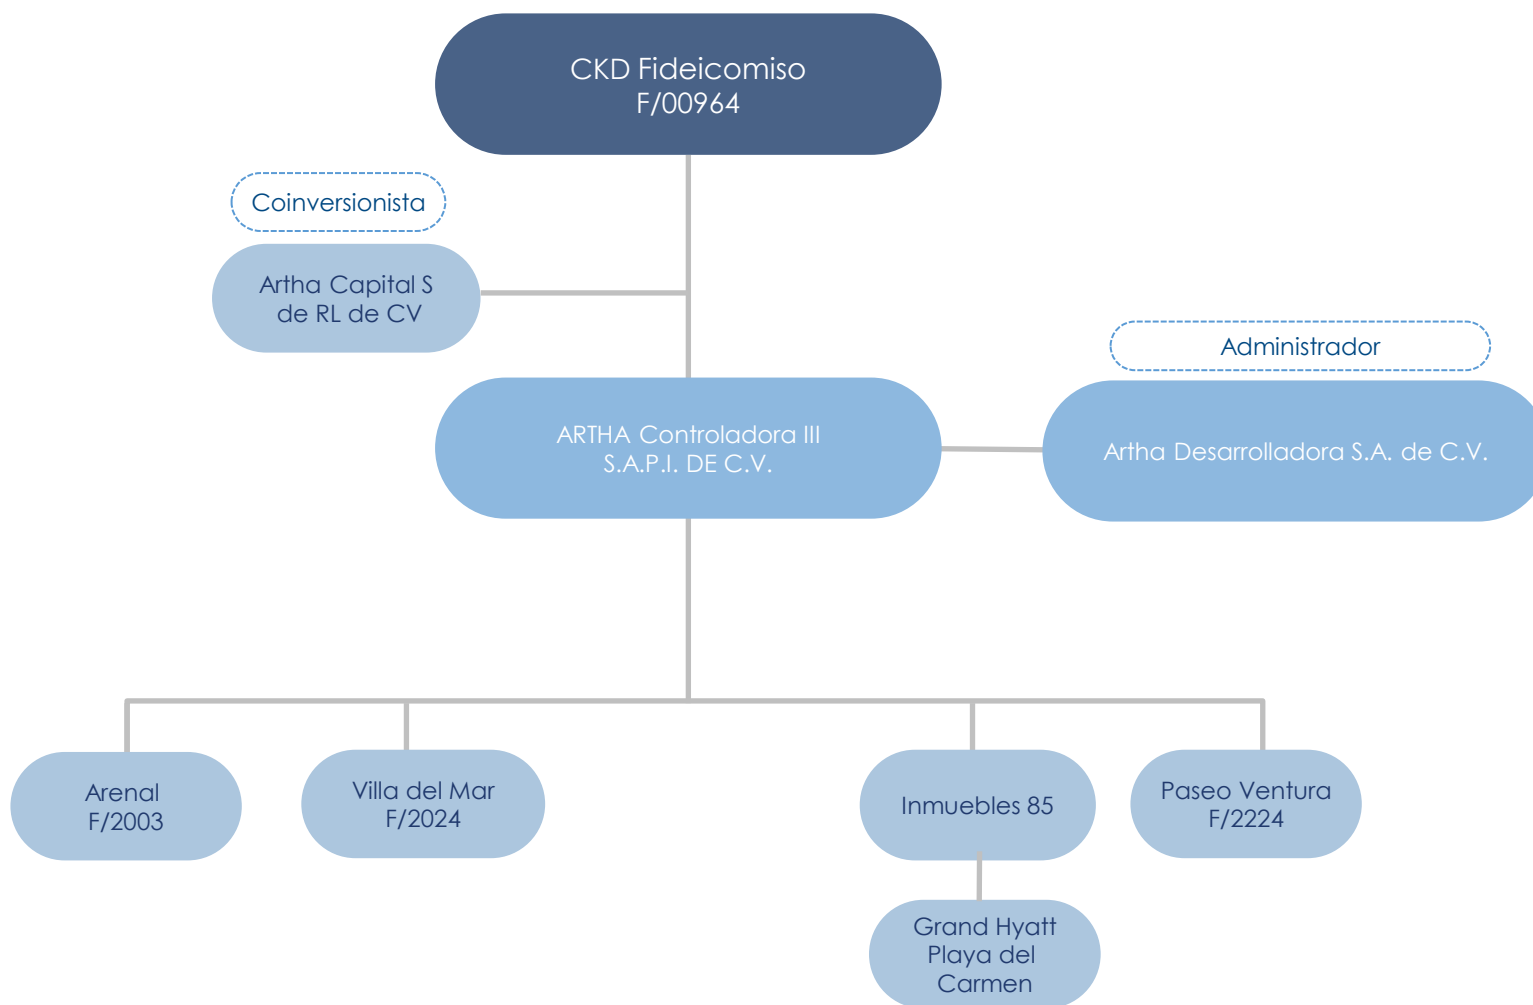 CKD Fideicomiso
F/00964
Coinversionista
Artha Capital S
de RL de CV
Administrador
ARTHA Controladora III
S.A.P.I. DE C.V.
Artha Desarrolladora S.A. de C.V.
Arenal
F/2003
Villa del Mar
F/2024
Inmuebles 85
Paseo Ventura
F/2224
Grand Hyatt
Playa del
Carmen